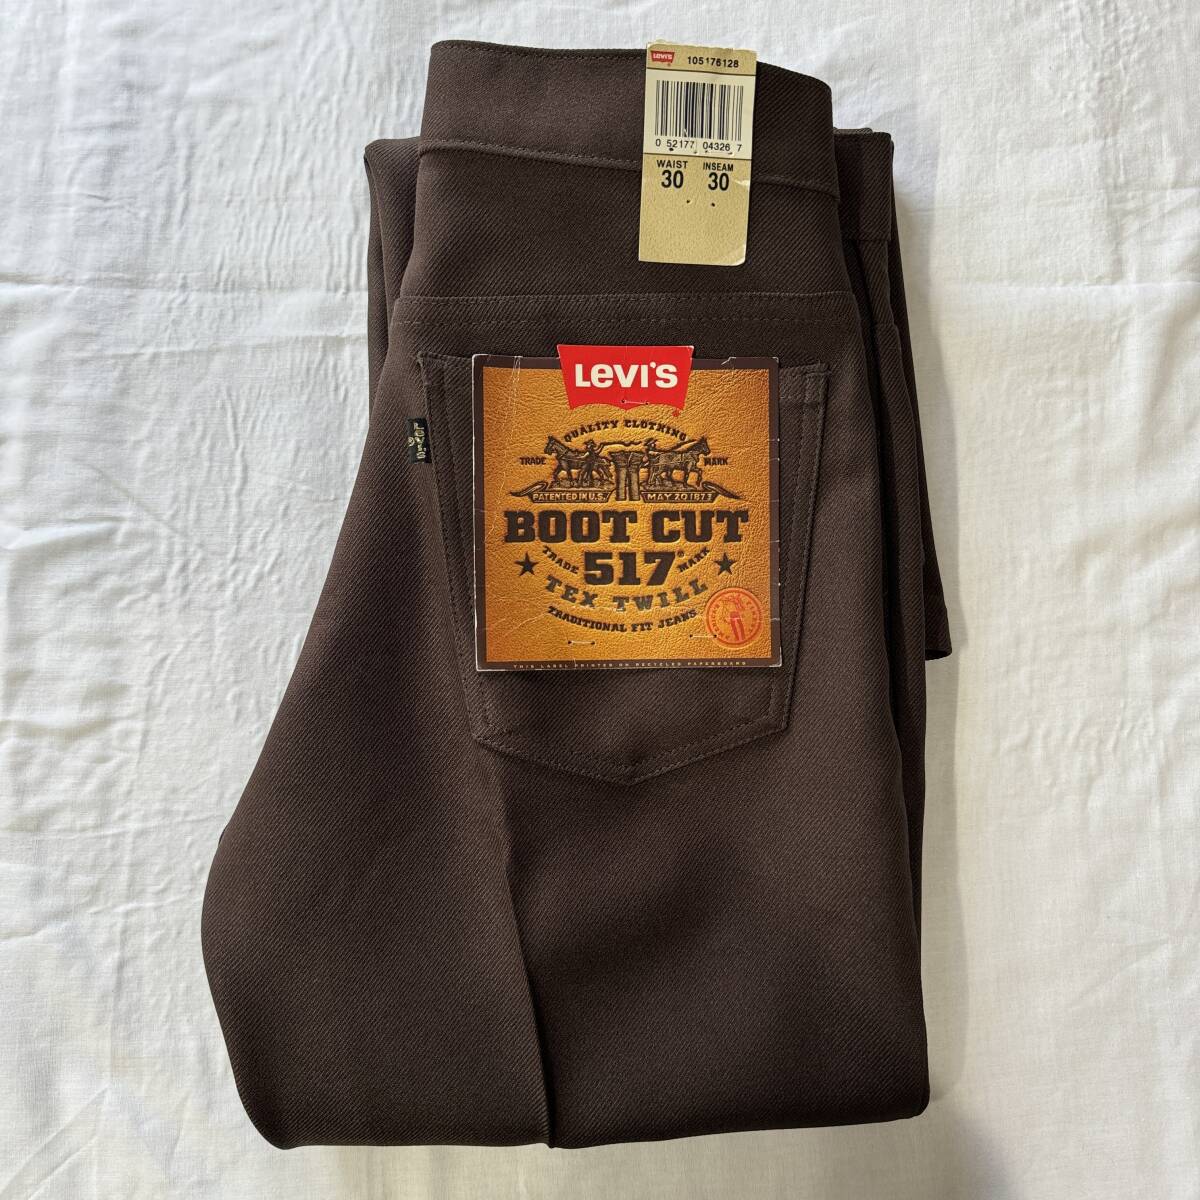 Levi's
105176128
0 52177 04326 7
WAIST INSEAM
30 30
Levi's
QUALITY CLOTHING
TRADE MARK
PATENTED IN U.S. MAY 20 1873
BOOT CUT
TRADE 517® MARK
TEX TWILL
TRADITIONAL FIT JEANS
THIS LABEL PRINTED ON RECYCLED PAPERBOARD
Levi's